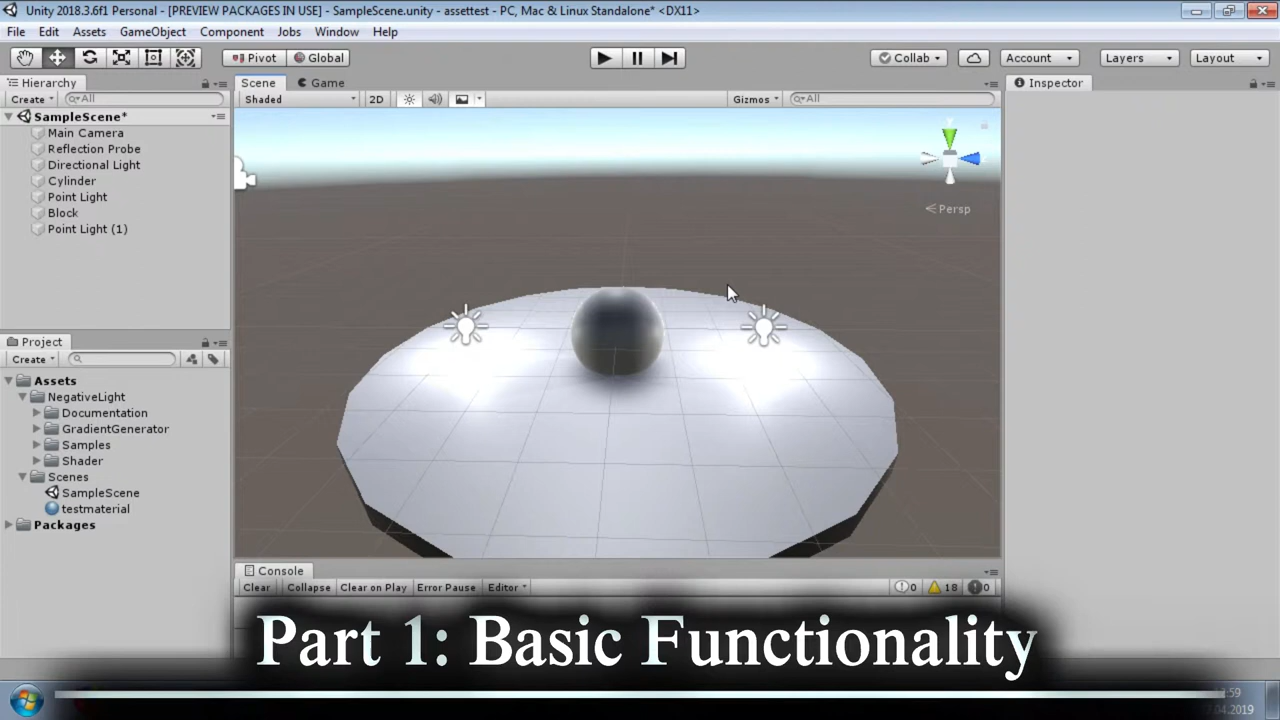 Unity 2018.3.6f1 Personal - [PREVIEW PACKAGES IN USE] - SampleScene.unity - assettest - PC, Mac & Linux Standalone* <DX11>
File Edit Assets GameObject Component Jobs Window Help
Pivot Global Collab Account Layers Layout
Hierarchy Scene Game Inspector
Create All Shaded 2D Gizmos All
SampleScene*
Main Camera
Reflection Probe
Directional Light
Cylinder
Point Light
Block
Point Light (1)
Persp
Project
Create
Assets
NegativeLight
Documentation
GradientGenerator
Samples
Shader
Scenes
SampleScene
testmaterial
Packages
Console
Clear Collapse Clear on Play Error Pause Editor 0 18 0
Part 1: Basic Functionality